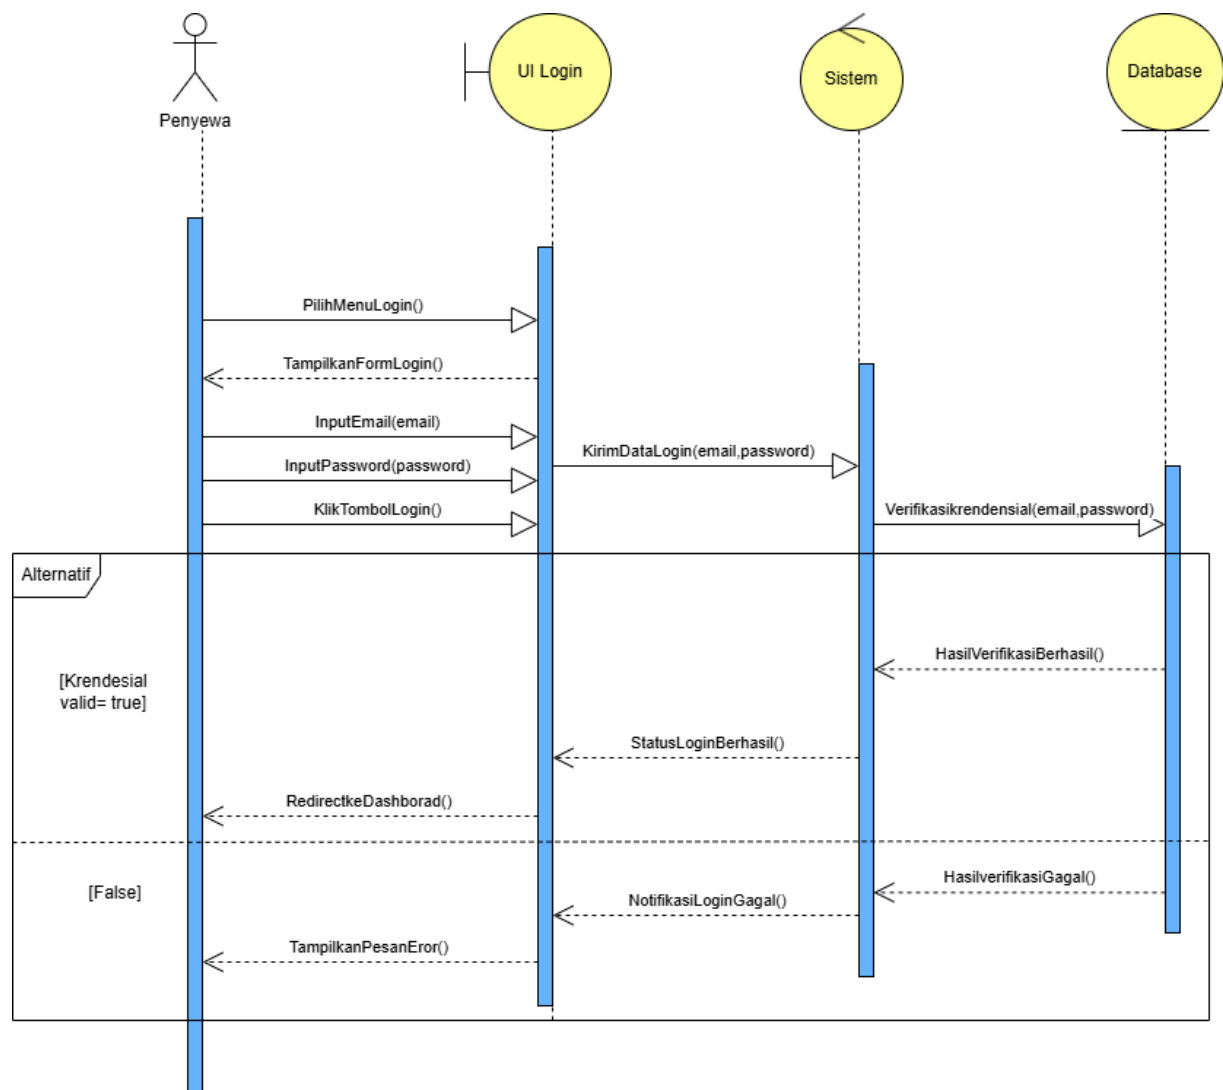 Penyewa
UI Login
Sistem
Database
PilihMenuLogin()
TampilkanFormLogin()
InputEmail(email)
KirimDataLogin(email,password)
InputPassword(password)
KlikTombolLogin()
Verifikasikrendensial(email,password)
Alternatif
[Krendesial
valid= true]
HasilVerifikasiBerhasil()
StatusLoginBerhasil()
RedirectkeDashborad()
[False]
HasilverifikasiGagal()
NotifikasiLoginGagal()
TampilkanPesanEror()